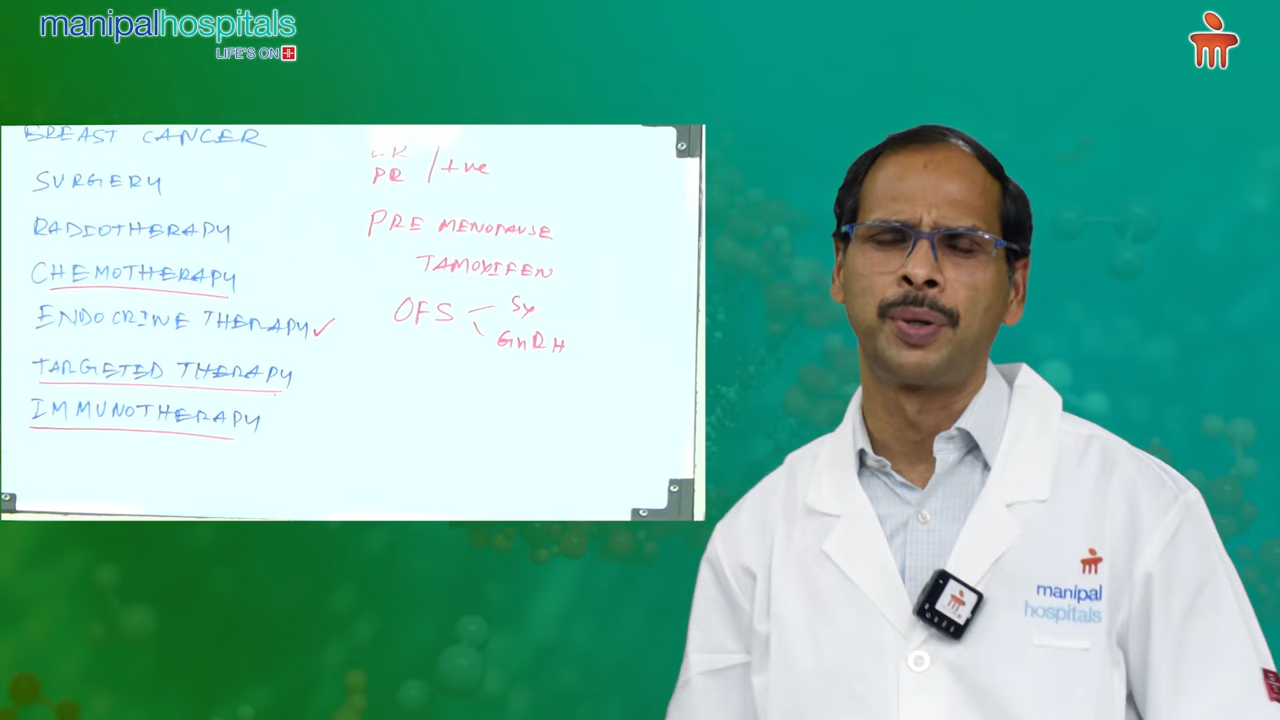 manipalhospitals
LIFE'S ON
BREAST CANCER
SURGERY
RADIOTHERAPY
CHEMOTHERAPY
ENDOCRINE THERAPY ✓
TARGETED THERAPY
IMMUNOTHERAPY
PR /+ve
PRE MENOPAUSE
TAMOXIFEN
OFS
Sx
GnRH
manipal
hospitals